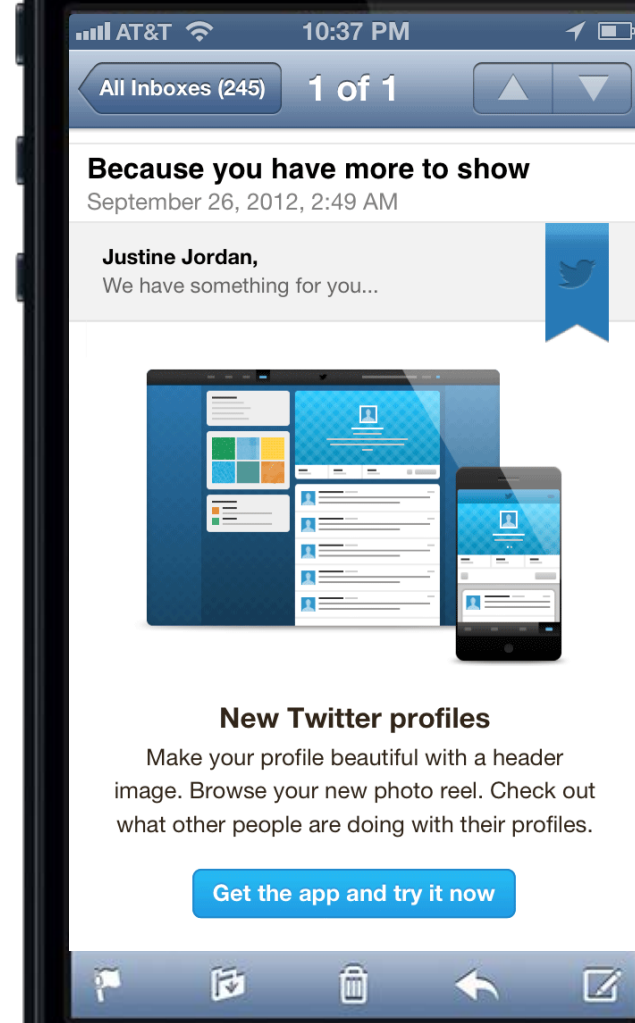 AT&T 10:37 PM
All Inboxes (245) 1 of 1
Because you have more to show
September 26, 2012, 2:49 AM
Justine Jordan,
We have something for you...
New Twitter profiles
Make your profile beautiful with a header
image. Browse your new photo reel. Check out
what other people are doing with their profiles.
Get the app and try it now